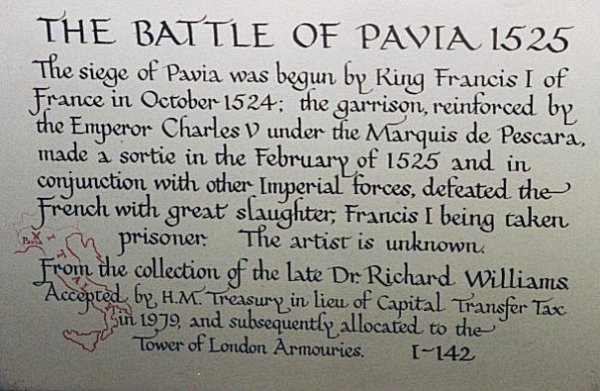 THE BATTLE OF PAVIA 1525
The siege of Pavia was begun by King Francis I of
France in October 1524; the garrison, reinforced by
the Emperor Charles V under the Marquis de Pescara,
made a sortie in the February of 1525 and in
conjunction with other Imperial forces, defeated the
French with great slaughter; Francis I being taken
prisoner. The artist is unknown.
Pavia
From the collection of the late Dr. Richard Williams.
Accepted by H.M. Treasury in lieu of Capital Transfer Tax
in 1979, and subsequently allocated to the
Tower of London Armouries. I~142